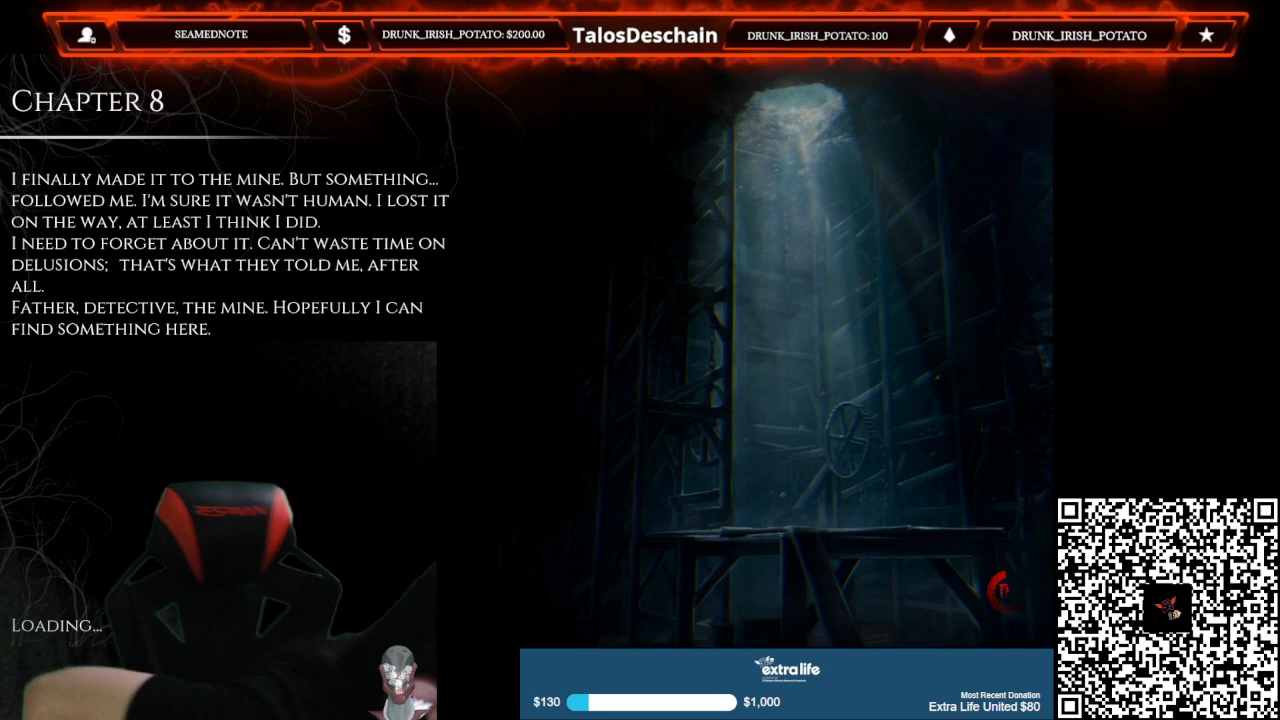 SEAMEDNOTE
$
DRUNK_IRISH_POTATO: $200.00
TalosDeschain
DRUNK_IRISH_POTATO: 100
DRUNK_IRISH_POTATO
Chapter 8
I finally made it to the mine. But something...
followed me. I'm sure it wasn't human. I lost it
on the way, at least I think I did.
I need to forget about it. Can't waste time on
delusions; that's what they told me, after
all.
Father, detective, the mine. Hopefully I can
find something here.
Loading...
extra life
$130
$1,000
Most Recent Donation
Extra Life United $80